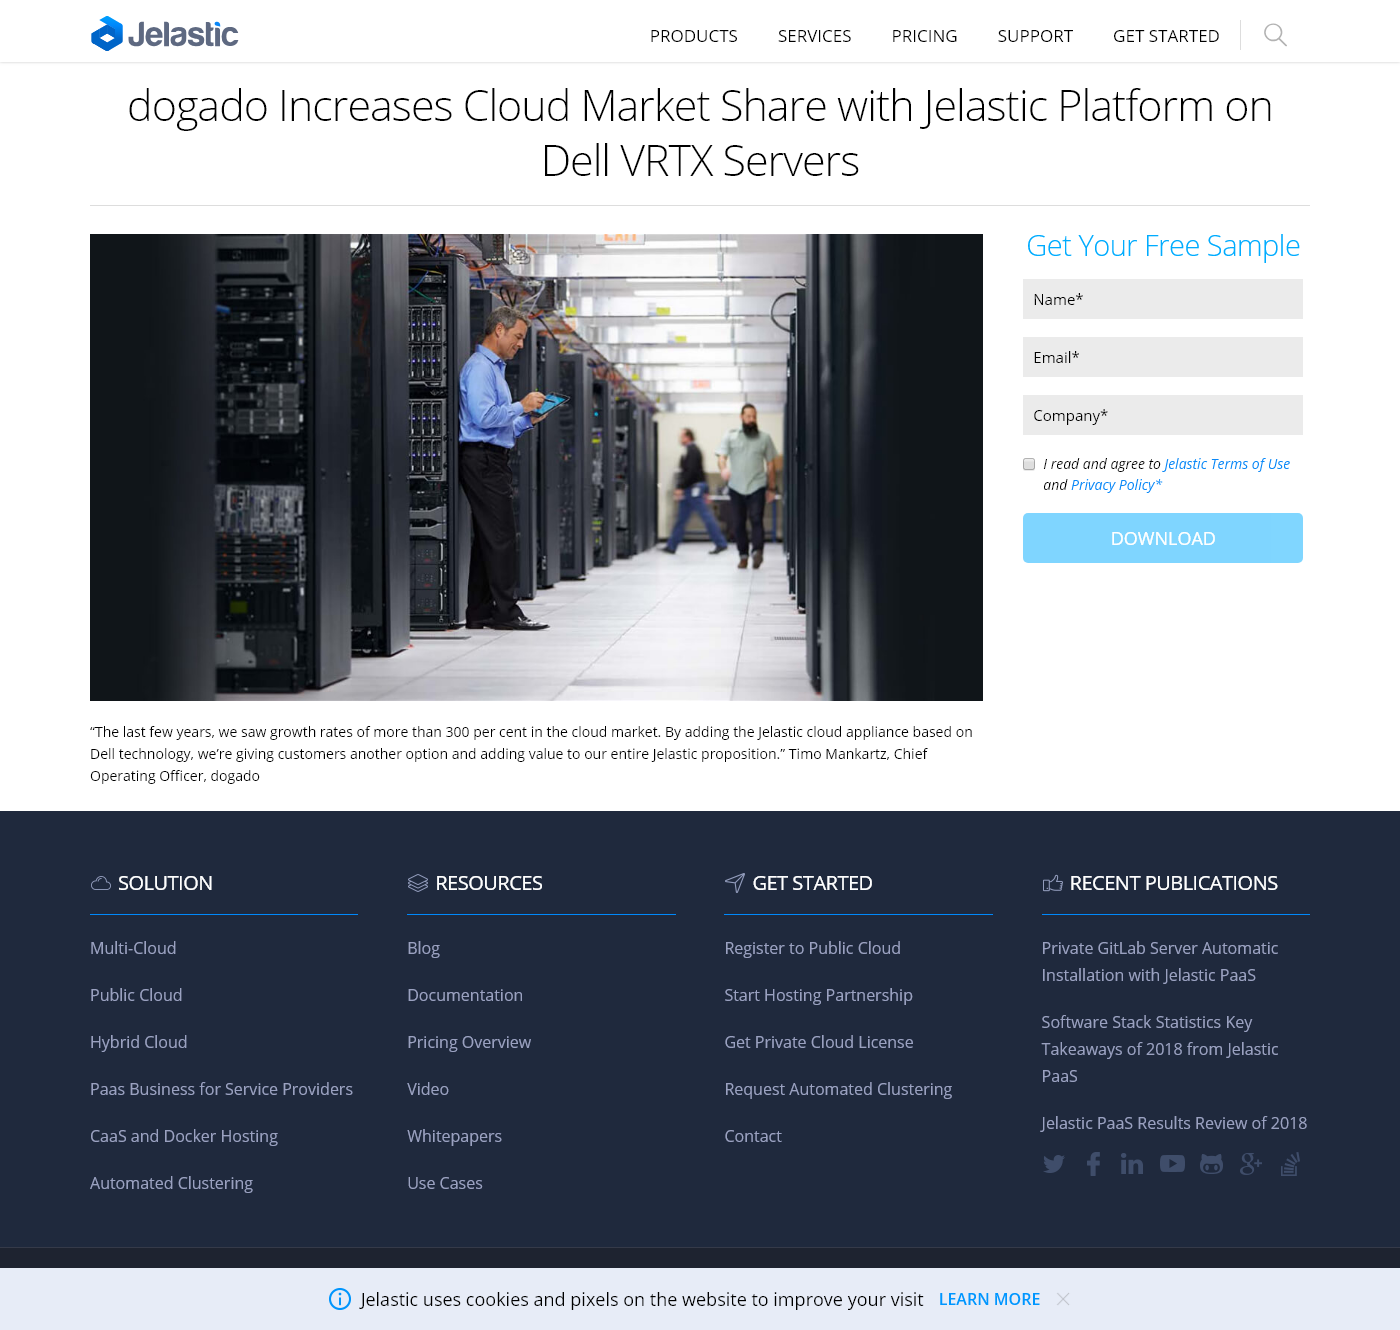 Jelastic
PRODUCTS
SERVICES
PRICING
SUPPORT
GET STARTED
dogado Increases Cloud Market Share with Jelastic Platform on
Dell VRTX Servers
EXIT
Get Your Free Sample
Name*
Email*
Company*
I read and agree to Jelastic Terms of Use
and Privacy Policy*
DOWNLOAD
“The last few years, we saw growth rates of more than 300 per cent in the cloud market. By adding the Jelastic cloud appliance based on
Dell technology, we’re giving customers another option and adding value to our entire Jelastic proposition.” Timo Mankartz, Chief
Operating Officer, dogado
SOLUTION
Multi-Cloud
Public Cloud
Hybrid Cloud
Paas Business for Service Providers
CaaS and Docker Hosting
Automated Clustering
RESOURCES
Blog
Documentation
Pricing Overview
Video
Whitepapers
Use Cases
GET STARTED
Register to Public Cloud
Start Hosting Partnership
Get Private Cloud License
Request Automated Clustering
Contact
RECENT PUBLICATIONS
Private GitLab Server Automatic
Installation with Jelastic PaaS
Software Stack Statistics Key
Takeaways of 2018 from Jelastic
PaaS
Jelastic PaaS Results Review of 2018
Jelastic uses cookies and pixels on the website to improve your visit
LEARN MORE